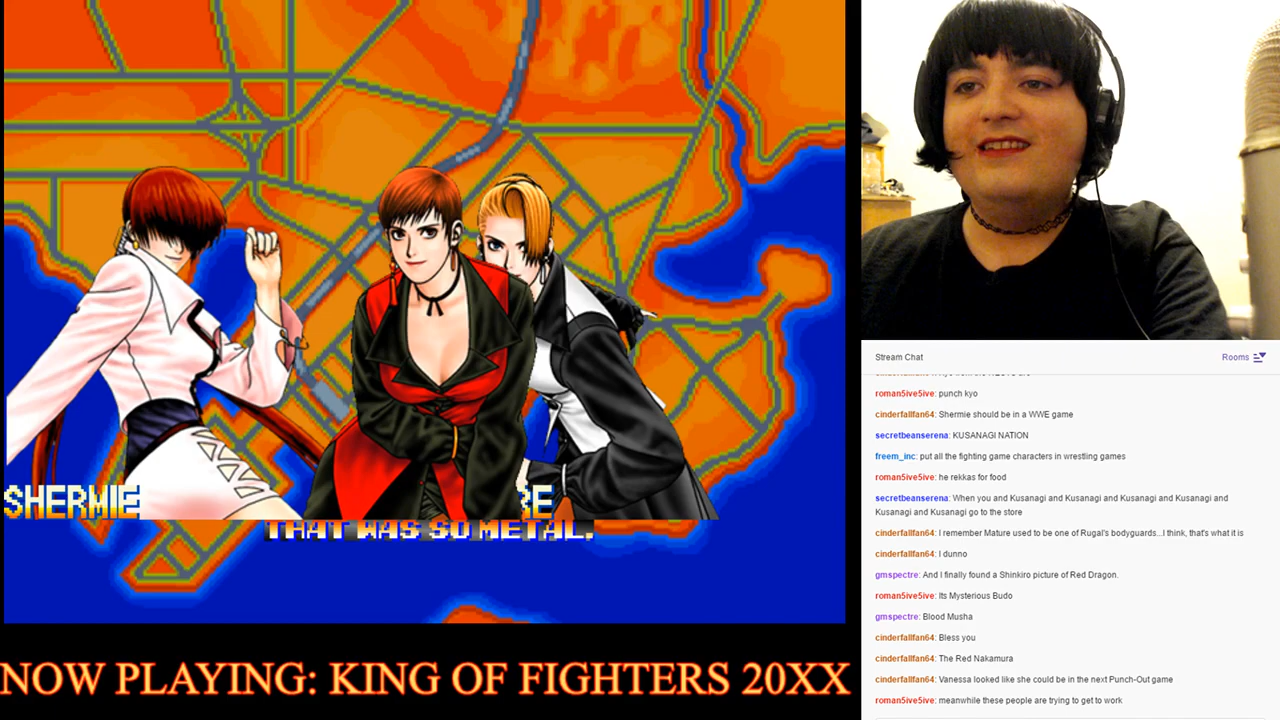 SHERMIE
RE
THAT WAS SO METAL.
NOW PLAYING: KING OF FIGHTERS 20XX
Stream Chat
Rooms
roman5ive5ive: punch kyo
cinderfallfan64: Shermie should be in a WWE game
secretbeanserena: KUSANAGI NATION
freem_inc: put all the fighting game characters in wrestling games
roman5ive5ive: he rekkas for food
secretbeanserena: When you and Kusanagi and Kusanagi and Kusanagi and Kusanagi and
Kusanagi and Kusanagi go to the store
cinderfallfan64: I remember Mature used to be one of Rugal's bodyguards...I think, that's what it is
cinderfallfan64: I dunno
gmspectre: And I finally found a Shinkiro picture of Red Dragon.
roman5ive5ive: Its Mysterious Budo
gmspectre: Blood Musha
cinderfallfan64: Bless you
cinderfallfan64: The Red Nakamura
cinderfallfan64: Vanessa looked like she could be in the next Punch-Out game
roman5ive5ive: meanwhile these people are trying to get to work